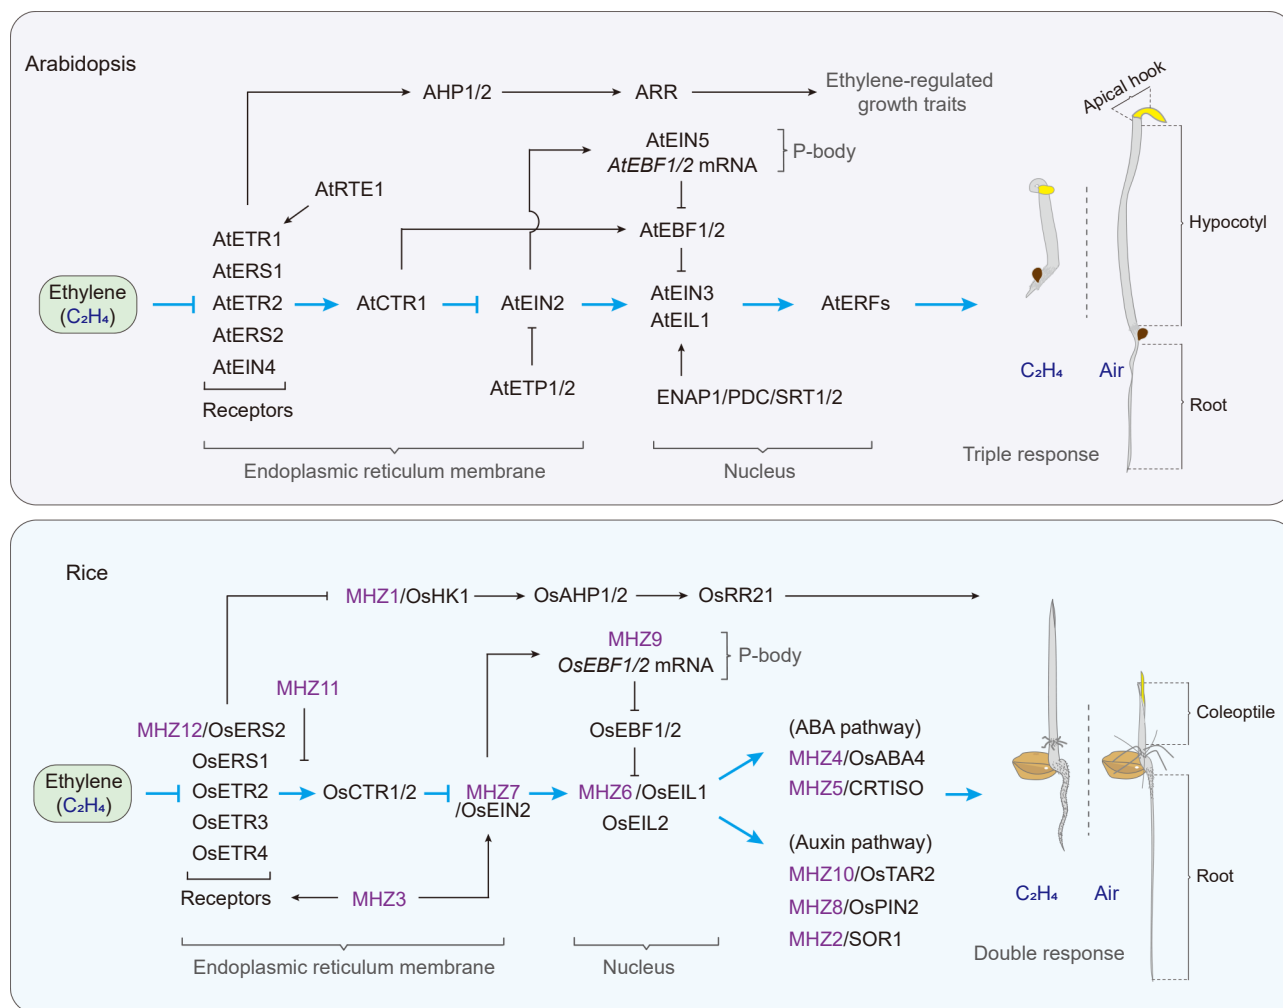 Arabidopsis
AHP1/2
ARR
Ethylene-regulated
growth traits
Apical hook
AtEIN5
AtEBF1/2 mRNA
P-body
AtRTE1
AtETR1
AtERS1
AtETR2
AtERS2
AtEIN4
Receptors
Ethylene
(C₂H₄)
AtCTR1
AtEIN2
AtETP1/2
AtEBF1/2
AtEIN3
AtEIL1
AtERFs
ENAP1/PDC/SRT1/2
Hypocotyl
C₂H₄
Air
Root
Endoplasmic reticulum membrane
Nucleus
Triple response
Rice
MHZ1/OsHK1
OsAHP1/2
OsRR21
MHZ9
OsEBF1/2 mRNA
P-body
MHZ11
MHZ12/OsERS2
OsERS1
OsETR2
OsETR3
OsETR4
Receptors
Ethylene
(C₂H₄)
OsCTR1/2
MHZ7
/OsEIN2
MHZ3
OsEBF1/2
MHZ6/OsEIL1
OsEIL2
(ABA pathway)
MHZ4/OsABA4
MHZ5/CRTISO
(Auxin pathway)
MHZ10/OsTAR2
MHZ8/OsPIN2
MHZ2/SOR1
Coleoptile
Root
C₂H₄
Air
Endoplasmic reticulum membrane
Nucleus
Double response